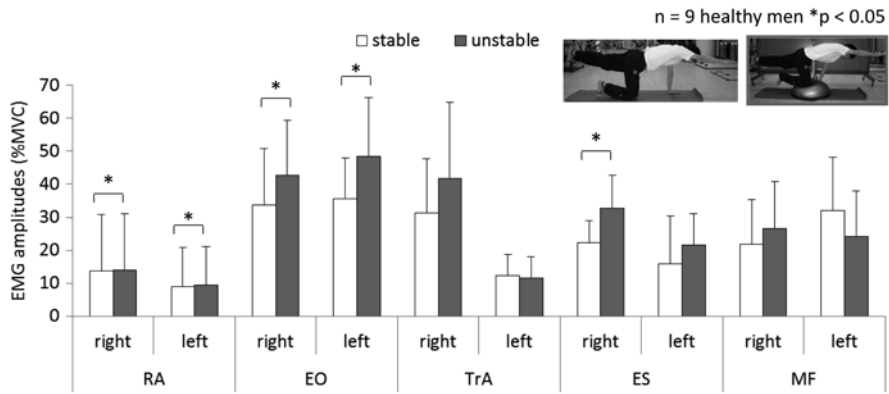 n = 9 healthy men *p < 0.05
stable unstable
EMG amplitudes (%MVC)
70
60
50
40
30
20
10
0
*
*
*
*
*
right left right left right left right left right left
RA EO TrA ES MF